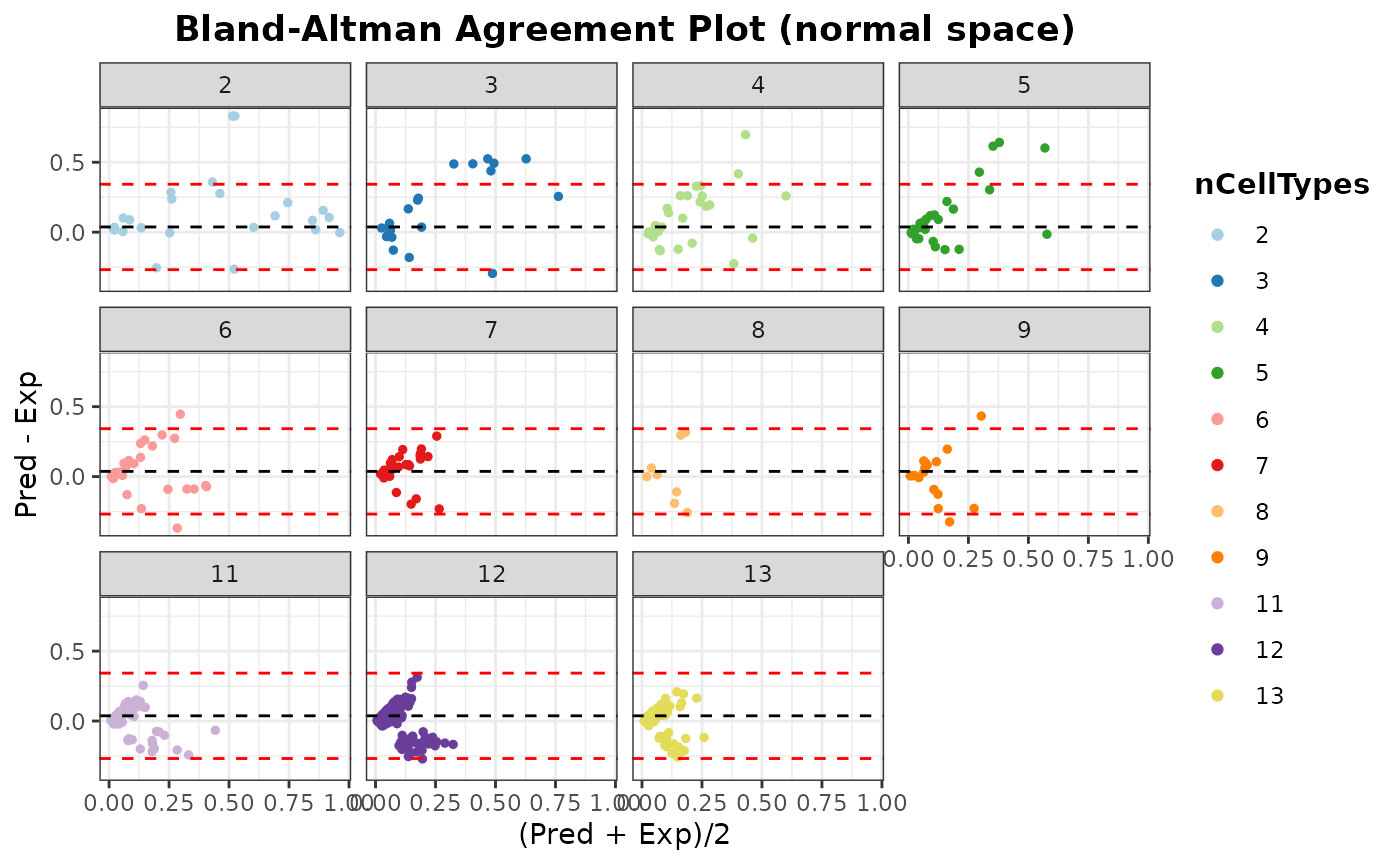 Bland-Altman Agreement Plot (normal space)
2 3 4 5
0.5
0.0
6 7 8 9
0.5
0.0
0.00 0.25 0.50 0.75 1.00
11 12 13
0.5
0.0
0.00 0.25 0.50 0.75 1.00 0.00 0.25 0.50 0.75 1.00 0.00 0.25 0.50 0.75 1.00
(Pred + Exp)/2
Pred - Exp
nCellTypes
2
3
4
5
6
7
8
9
11
12
13